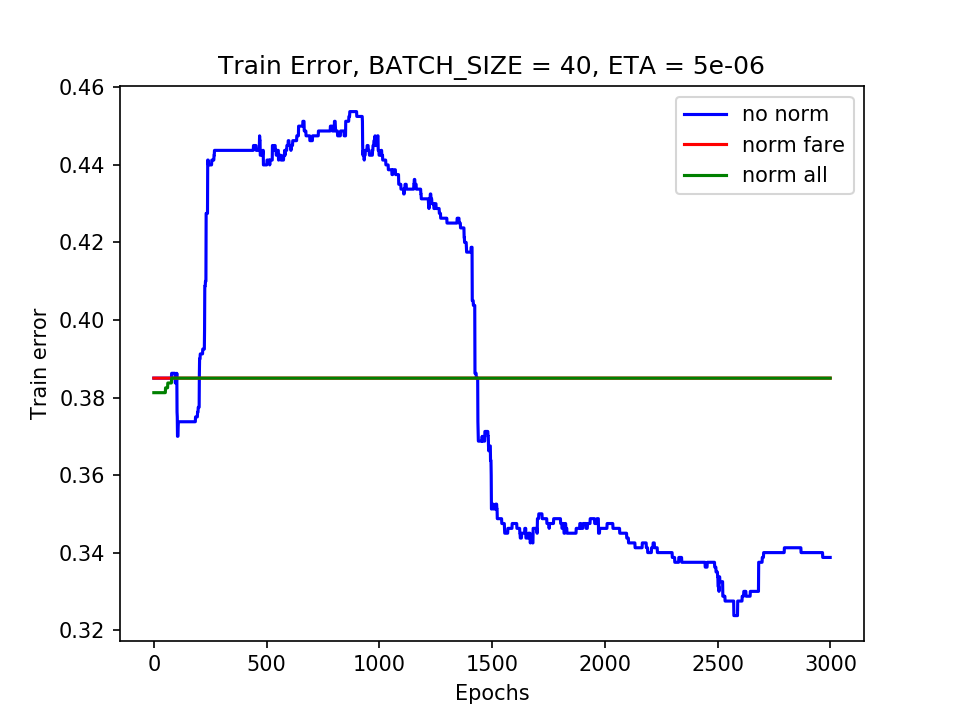 Train Error, BATCH_SIZE = 40, ETA = 5e-06
no norm
norm fare
norm all
Train error
0.46
0.44
0.42
0.40
0.38
0.36
0.34
0.32
0
500
1000
1500
2000
2500
3000
Epochs